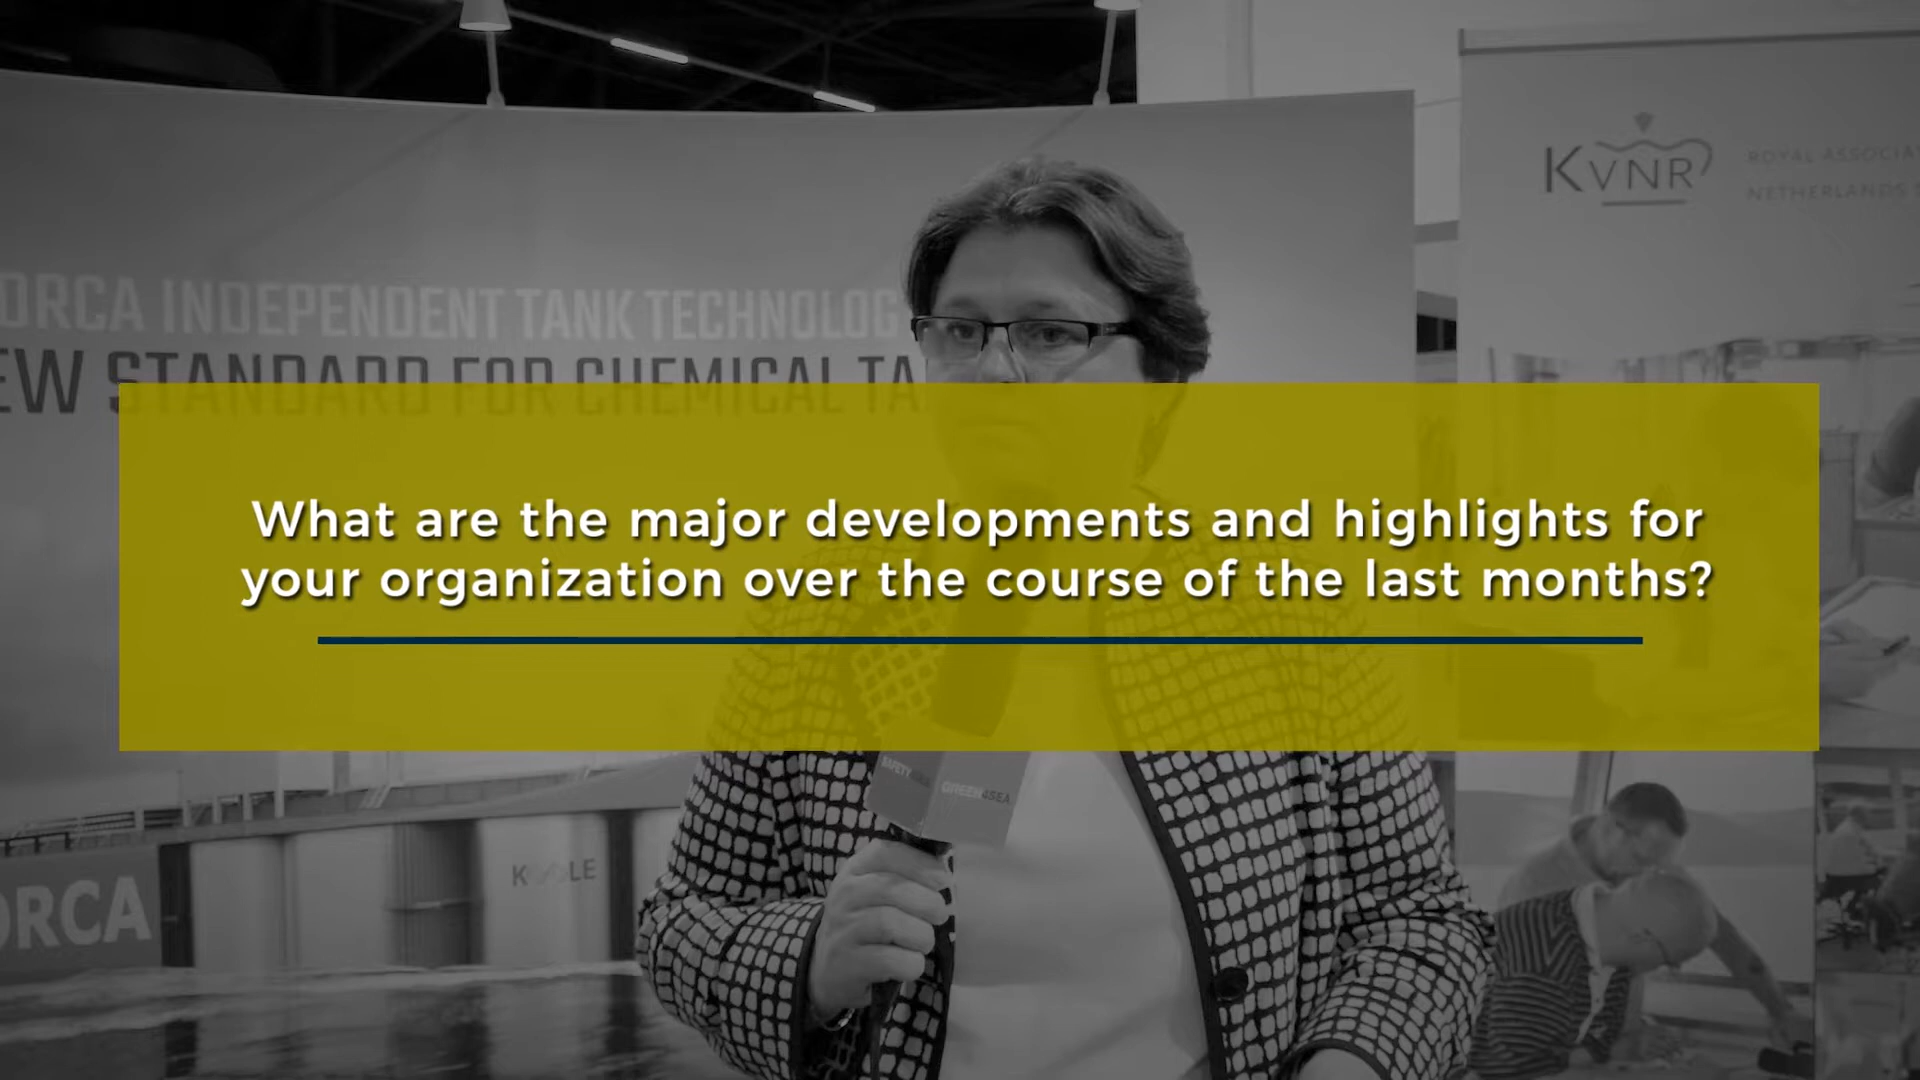 KVNR
ROYAL ASSOCIAT
NETHERLANDS
ORCA INDEPENDENT TANK TECHNOLOG
EW STANDARD FOR CHEMICAL TA
What are the major developments and highlights for
your organization over the course of the last months?
SAFETY4SEA
GREEN4SEA
KOOLE
ORCA